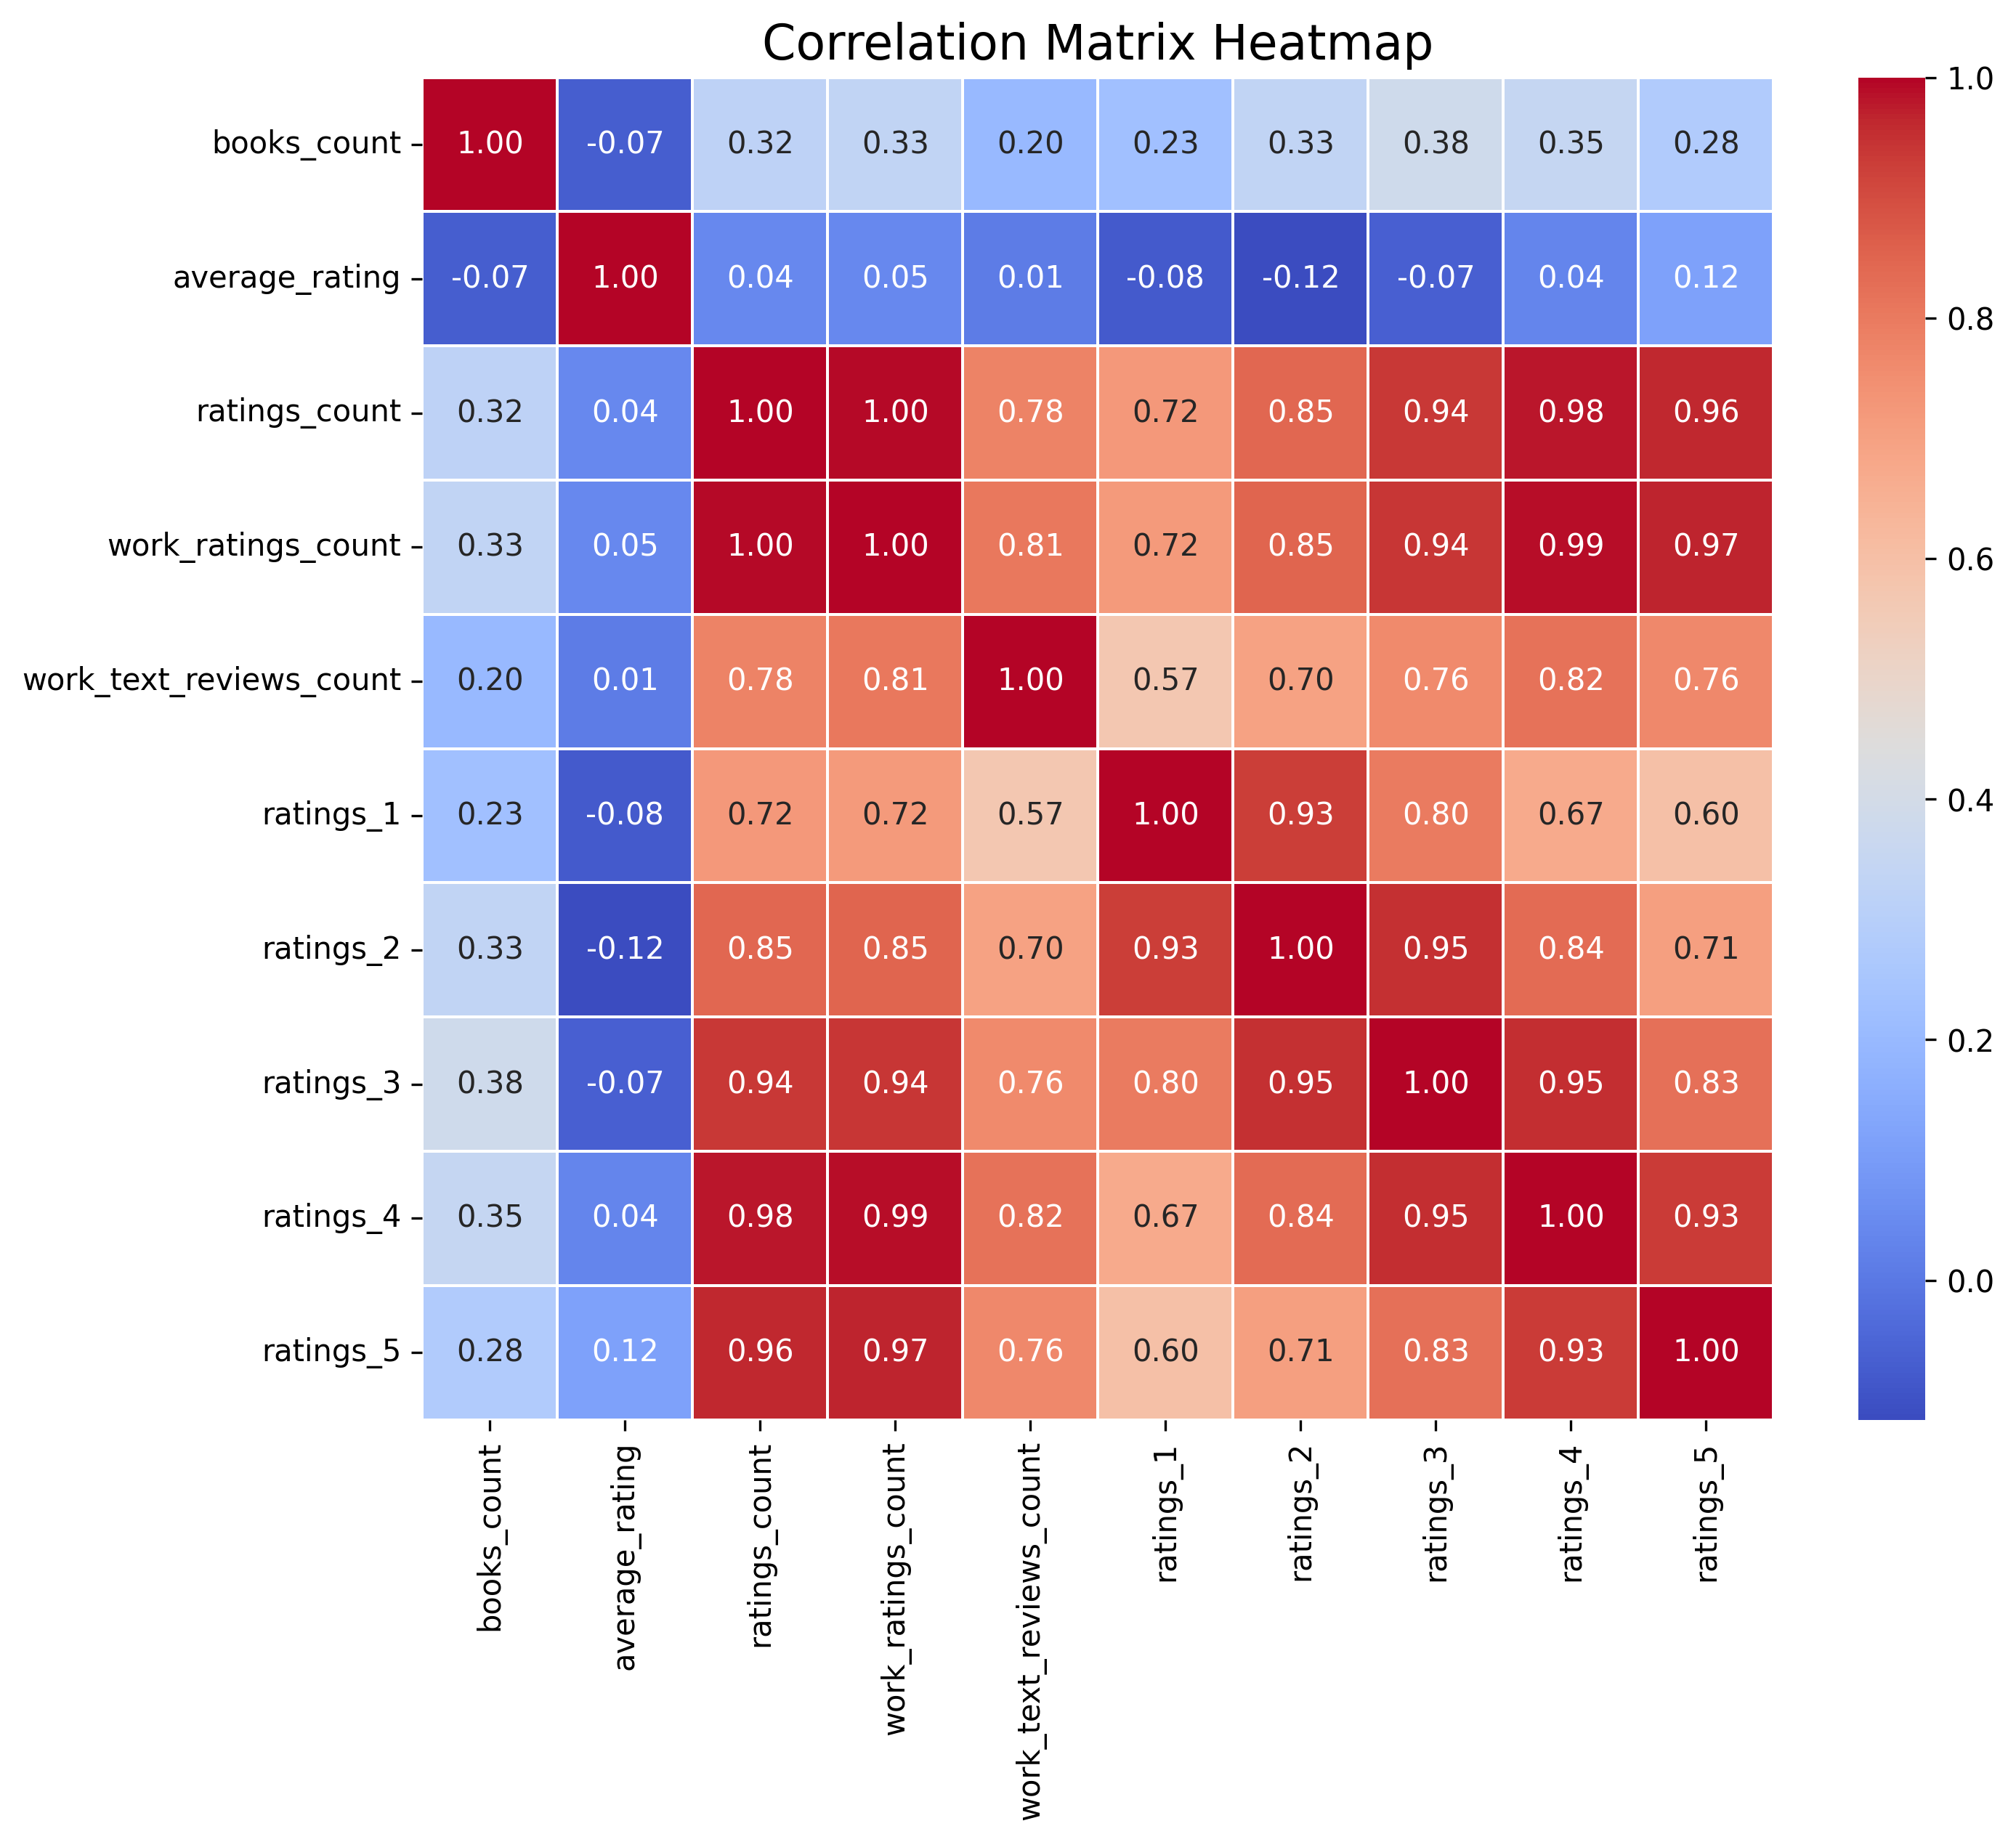 Correlation Matrix Heatmap
books_count 1.00 -0.07 0.32 0.33 0.20 0.23 0.33 0.38 0.35 0.28
average_rating -0.07 1.00 0.04 0.05 0.01 -0.08 -0.12 -0.07 0.04 0.12
ratings_count 0.32 0.04 1.00 1.00 0.78 0.72 0.85 0.94 0.98 0.96
work_ratings_count 0.33 0.05 1.00 1.00 0.81 0.72 0.85 0.94 0.99 0.97
work_text_reviews_count 0.20 0.01 0.78 0.81 1.00 0.57 0.70 0.76 0.82 0.76
ratings_1 0.23 -0.08 0.72 0.72 0.57 1.00 0.93 0.80 0.67 0.60
ratings_2 0.33 -0.12 0.85 0.85 0.70 0.93 1.00 0.95 0.84 0.71
ratings_3 0.38 -0.07 0.94 0.94 0.76 0.80 0.95 1.00 0.95 0.83
ratings_4 0.35 0.04 0.98 0.99 0.82 0.67 0.84 0.95 1.00 0.93
ratings_5 0.28 0.12 0.96 0.97 0.76 0.60 0.71 0.83 0.93 1.00
books_count
average_rating
ratings_count
work_ratings_count
work_text_reviews_count
ratings_1
ratings_2
ratings_3
ratings_4
ratings_5
1.0
0.8
0.6
0.4
0.2
0.0